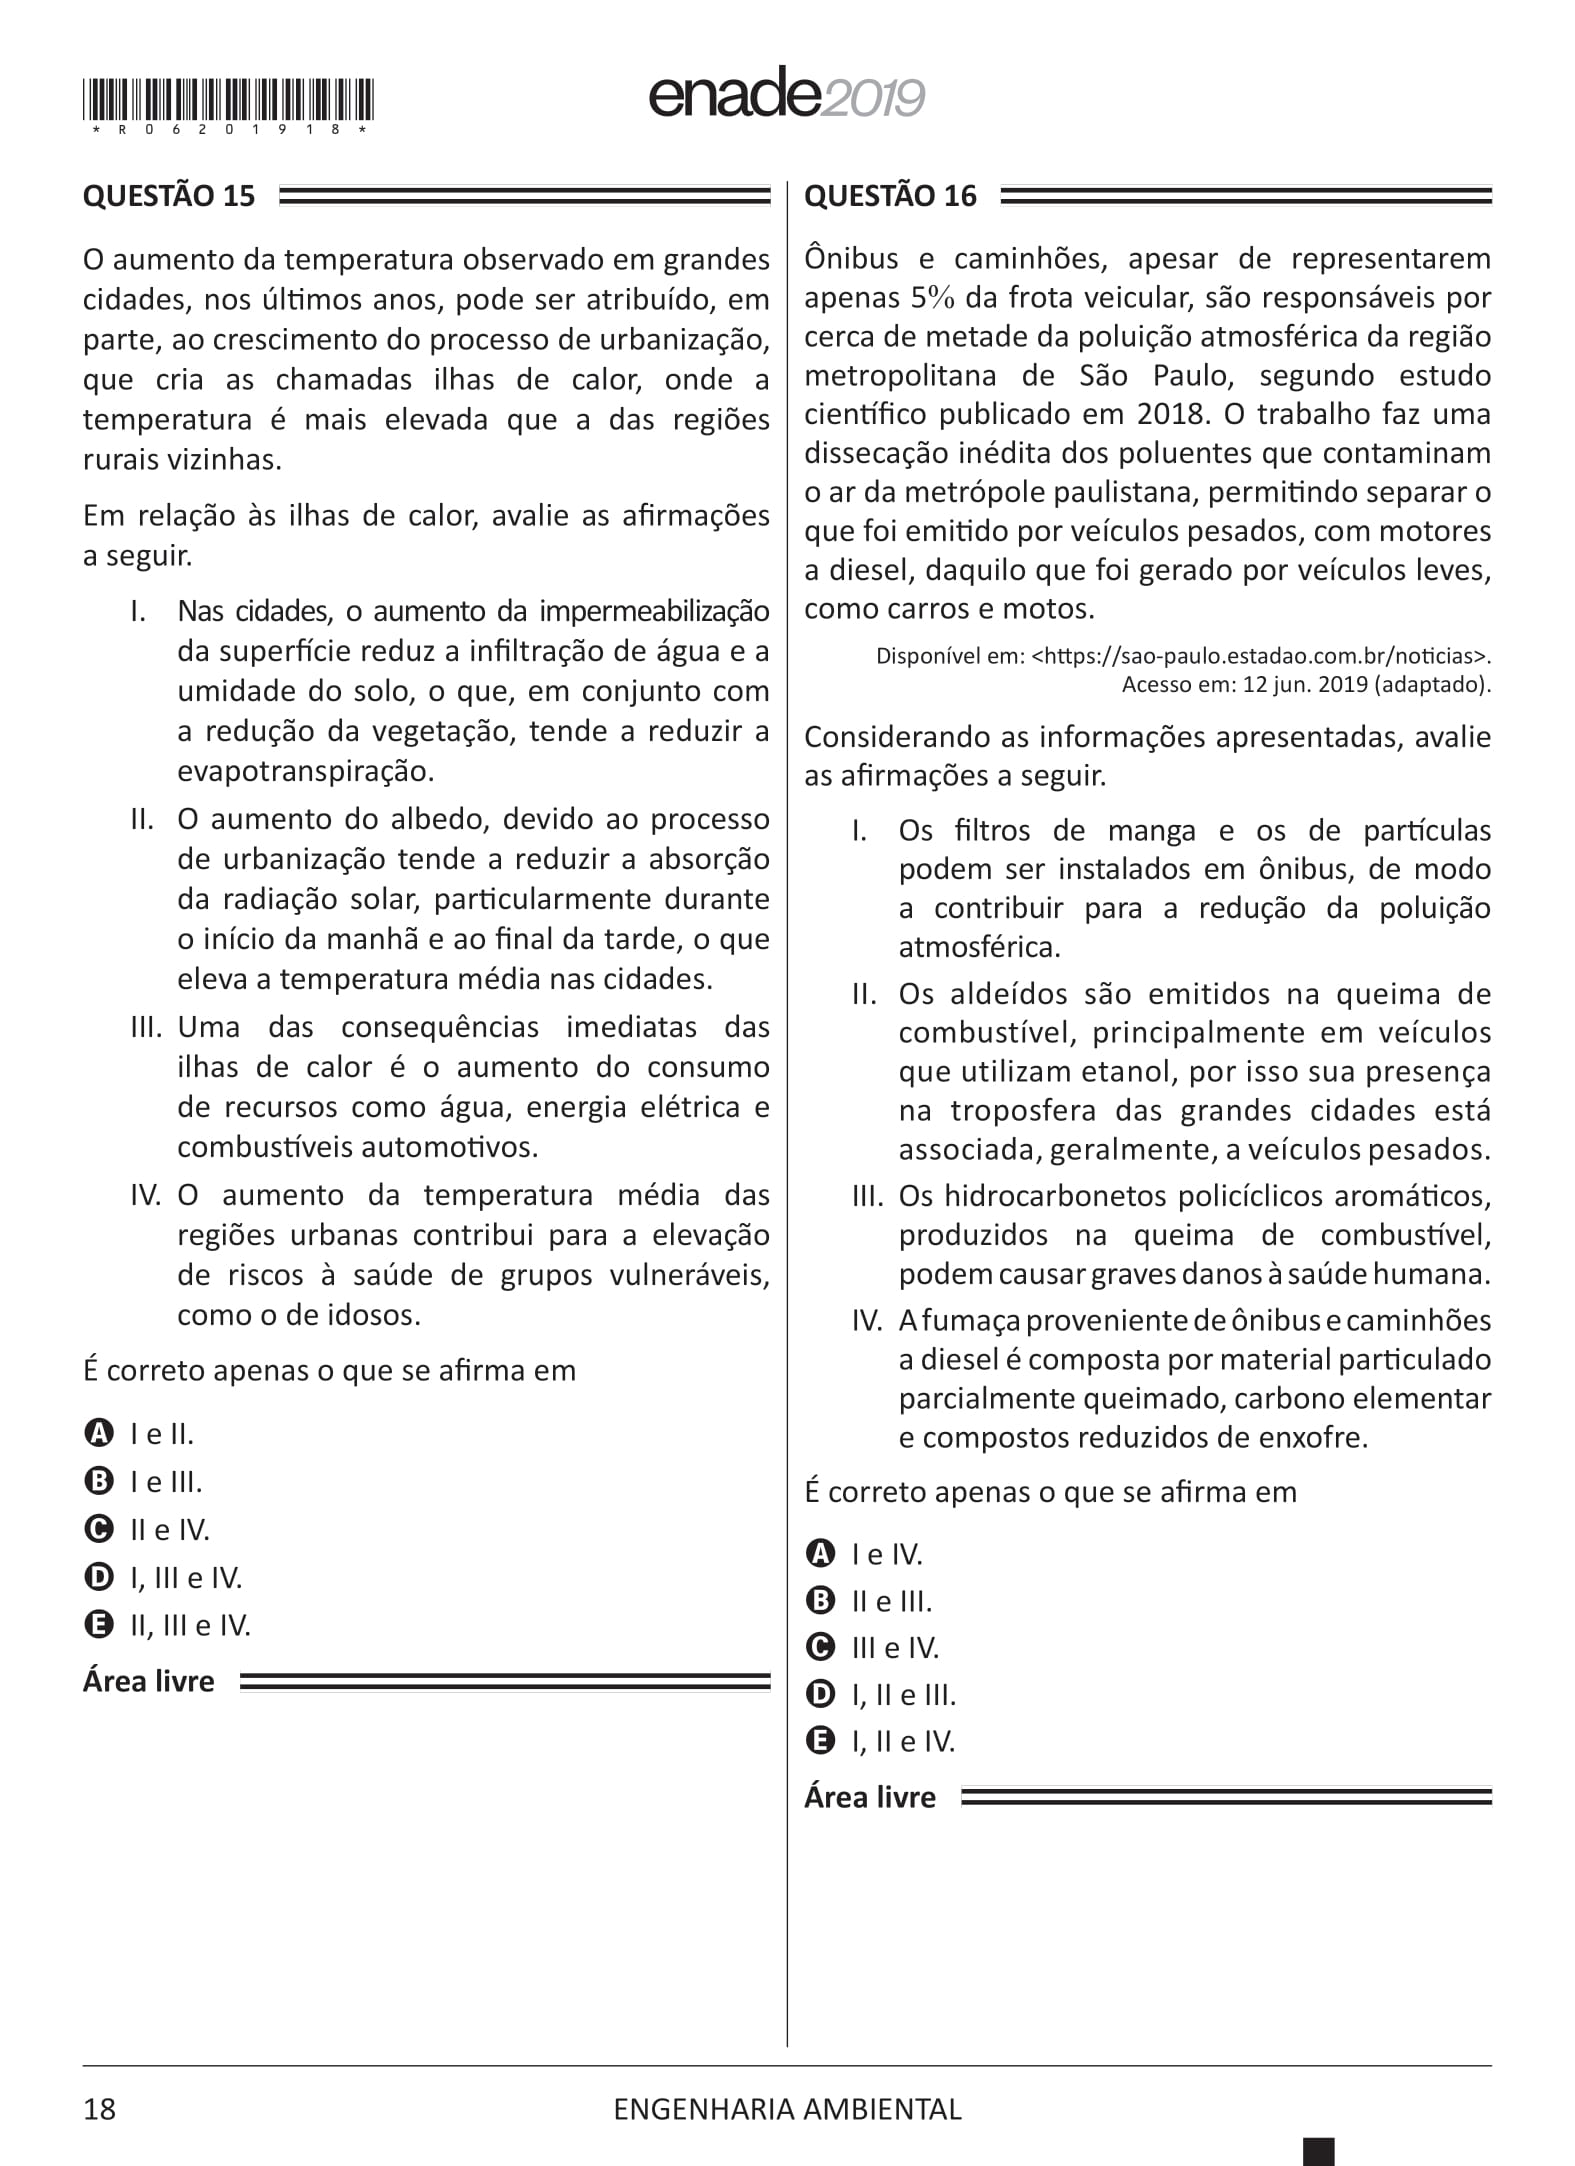 *R06201918*
enade2019
QUESTÃO 15
O aumento da temperatura observado em grandes
cidades, nos últimos anos, pode ser atribuído, em
parte, ao crescimento do processo de urbanização,
que cria as chamadas ilhas de calor, onde a
temperatura é mais elevada que a das regiões
rurais vizinhas.
Em relação às ilhas de calor, avalie as afirmações
a seguir.
I. Nas cidades, o aumento da impermeabilização
da superfície reduz a infiltração de água e a
umidade do solo, o que, em conjunto com
a redução da vegetação, tende a reduzir a
evapotranspiração.
II. O aumento do albedo, devido ao processo
de urbanização tende a reduzir a absorção
da radiação solar, particularmente durante
o início da manhã e ao final da tarde, o que
eleva a temperatura média nas cidades.
III. Uma das consequências imediatas das
ilhas de calor é o aumento do consumo
de recursos como água, energia elétrica e
combustíveis automotivos.
IV. O aumento da temperatura média das
regiões urbanas contribui para a elevação
de riscos à saúde de grupos vulneráveis,
como o de idosos.
É correto apenas o que se afirma em
A I e II.
B I e III.
C II e IV.
D I, III e IV.
E II, III e IV.
Área livre
QUESTÃO 16
Ônibus e caminhões, apesar de representarem
apenas 5% da frota veicular, são responsáveis por
cerca de metade da poluição atmosférica da região
metropolitana de São Paulo, segundo estudo
científico publicado em 2018. O trabalho faz uma
dissecação inédita dos poluentes que contaminam
o ar da metrópole paulistana, permitindo separar o
que foi emitido por veículos pesados, com motores
a diesel, daquilo que foi gerado por veículos leves,
como carros e motos.
Disponível em: <https://sao-paulo.estadao.com.br/noticias>.
Acesso em: 12 jun. 2019 (adaptado).
Considerando as informações apresentadas, avalie
as afirmações a seguir.
I. Os filtros de manga e os de partículas
podem ser instalados em ônibus, de modo
a contribuir para a redução da poluição
atmosférica.
II. Os aldeídos são emitidos na queima de
combustível, principalmente em veículos
que utilizam etanol, por isso sua presença
na troposfera das grandes cidades está
associada, geralmente, a veículos pesados.
III. Os hidrocarbonetos policíclicos aromáticos,
produzidos na queima de combustível,
podem causar graves danos à saúde humana.
IV. A fumaça proveniente de ônibus e caminhões
a diesel é composta por material particulado
parcialmente queimado, carbono elementar
e compostos reduzidos de enxofre.
É correto apenas o que se afirma em
A I e IV.
B II e III.
C III e IV.
D I, II e III.
E I, II e IV.
Área livre
18
ENGENHARIA AMBIENTAL